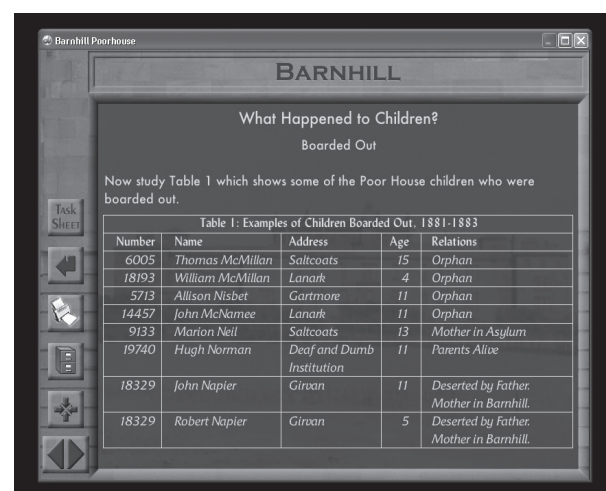 Barnhill Poorhouse
BARNHILL
What Happened to Children?
Boarded Out
Now study Table 1 which shows some of the Poor House children who were
boarded out.
TASK
SHEET
Table 1: Examples of Children Boarded Out, 1881-1883
Number Name Address Age Relations
6005 Thomas McMillan Saltcoats 15 Orphan
18193 William McMillan Lanark 4 Orphan
5713 Allison Nisbet Gartmore 11 Orphan
14457 John McNamee Lanark 11 Orphan
9133 Marion Neil Saltcoats 13 Mother in Asylum
19740 Hugh Norman Deaf and Dumb 11 Parents Alive
Institution
18329 John Napier Girvan 11 Deserted by Father.
Mother in Barnhill.
18329 Robert Napier Girvan 5 Deserted by Father.
Mother in Barnhill.